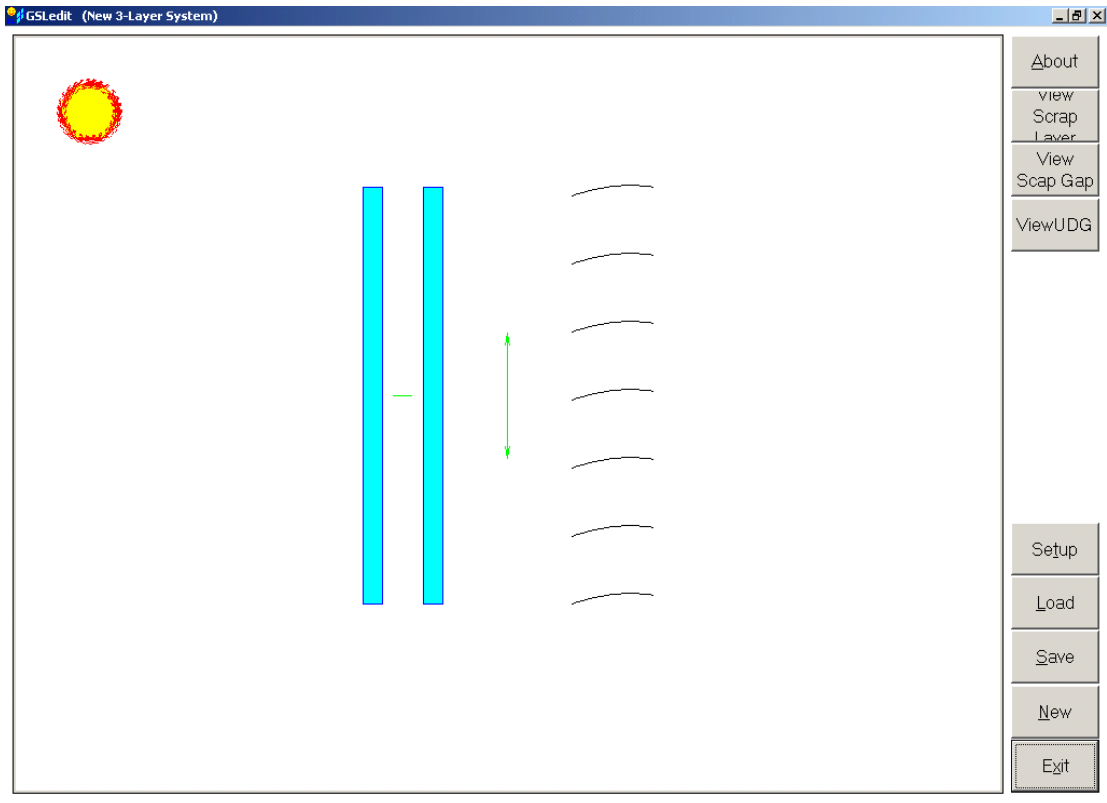 GSLedit (New 3-Layer System)
About
View
Scrap
Layer
View
Scap Gap
ViewUDG
Setup
Load
Save
New
Exit